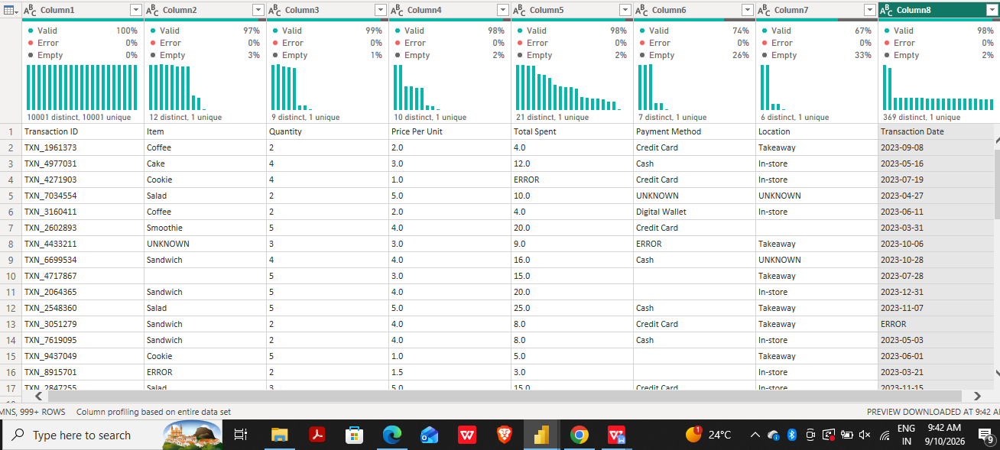 ABC Column1 ABC Column2 ABC Column3 ABC Column4 ABC Column5 ABC Column6 ABC Column7 ABC Column8
Valid 100% Valid 97% Valid 99% Valid 98% Valid 98% Valid 74% Valid 67% Valid 98%
Error 0% Error 0% Error 0% Error 0% Error 0% Error 0% Error 0% Error 0%
Empty 0% Empty 3% Empty 1% Empty 2% Empty 2% Empty 26% Empty 33% Empty 2%
10001 distinct, 10001 unique 12 distinct, 1 unique 9 distinct, 1 unique 10 distinct, 1 unique 21 distinct, 1 unique 7 distinct, 1 unique 6 distinct, 1 unique 369 distinct, 1 unique
1 Transaction ID Item Quantity Price Per Unit Total Spent Payment Method Location Transaction Date
2 TXN_1961373 Coffee 2 2.0 4.0 Credit Card Takeaway 2023-09-08
3 TXN_4977031 Cake 4 3.0 12.0 Cash In-store 2023-05-16
4 TXN_4271903 Cookie 4 1.0 ERROR Credit Card In-store 2023-07-19
5 TXN_7034554 Salad 2 5.0 10.0 UNKNOWN UNKNOWN 2023-04-27
6 TXN_3160411 Coffee 2 2.0 4.0 Digital Wallet In-store 2023-06-11
7 TXN_2602893 Smoothie 5 4.0 20.0 Credit Card 2023-03-31
8 TXN_4433211 UNKNOWN 3 3.0 9.0 ERROR Takeaway 2023-10-06
9 TXN_6699534 Sandwich 4 4.0 16.0 Cash UNKNOWN 2023-10-28
10 TXN_4717867 5 3.0 15.0 Takeaway 2023-07-28
11 TXN_2064365 Sandwich 5 4.0 20.0 In-store 2023-12-31
12 TXN_2548360 Salad 5 5.0 25.0 Cash Takeaway 2023-11-07
13 TXN_3051279 Sandwich 2 4.0 8.0 Credit Card Takeaway ERROR
14 TXN_7619095 Sandwich 2 4.0 8.0 Cash In-store 2023-05-03
15 TXN_9437049 Cookie 5 1.0 5.0 Takeaway 2023-06-01
16 TXN_8915701 ERROR 2 1.5 3.0 In-store 2023-03-21
17 TXN_2847255 Salad 3 5.0 15.0 Credit Card In-store 2023-11-15
MNS, 999+ ROWS Column profiling based on entire data set PREVIEW DOWNLOADED AT 9:42 A
Type here to search 1 24°C ENG 9:42 AM
IN 9/10/2026 9